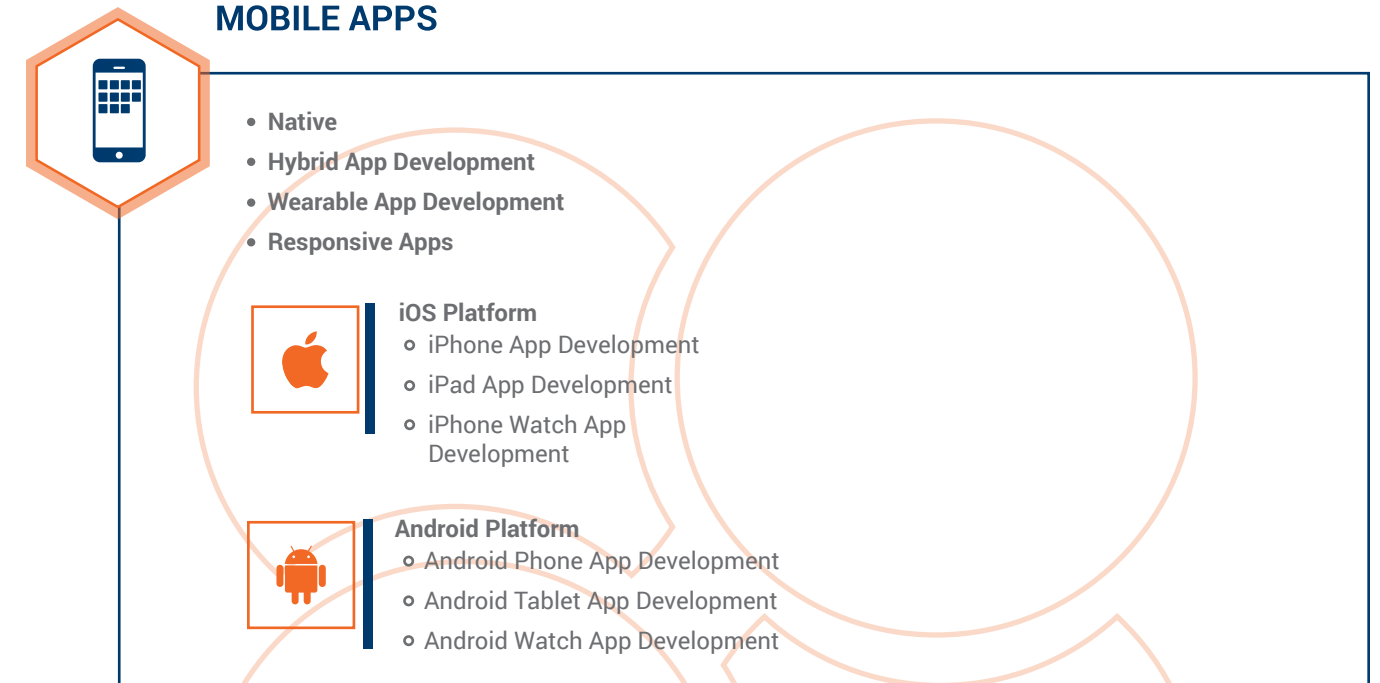 MOBILE APPS
Native
Hybrid App Development
Wearable App Development
Responsive Apps
iOS Platform
iPhone App Development
iPad App Development
iPhone Watch App
Development
Android Platform
Android Phone App Development
Android Tablet App Development
Android Watch App Development